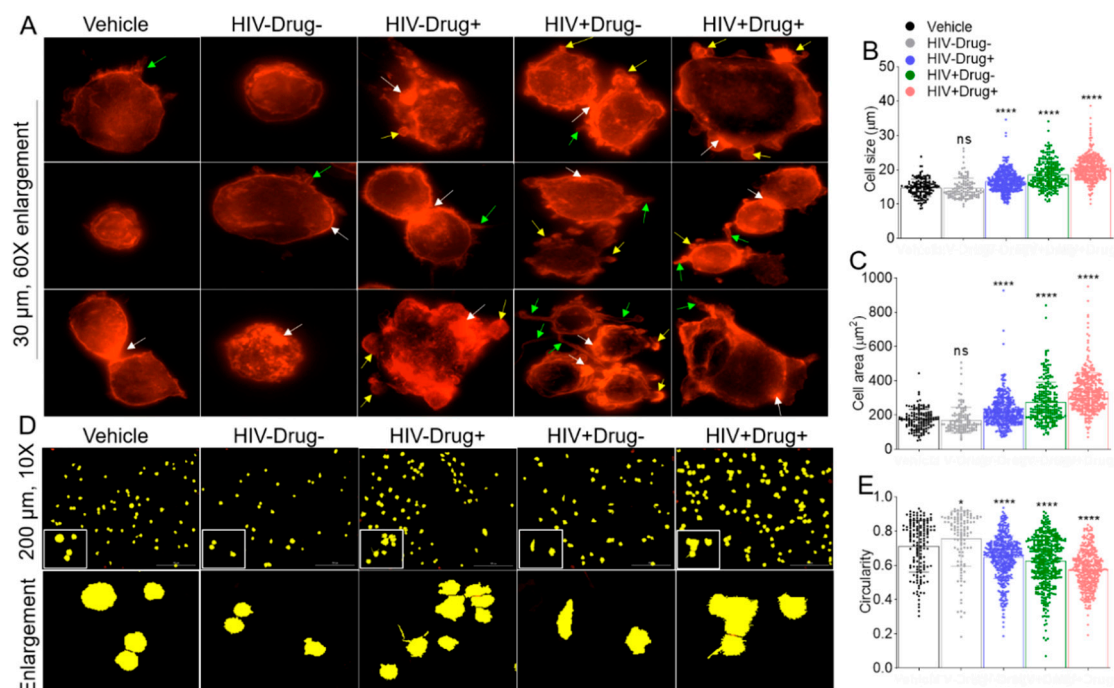 A
Vehicle
HIV-Drug-
HIV-Drug+
HIV+Drug-
HIV+Drug+
30 μm, 60X enlargement
Vehicle
HIV-Drug-
HIV-Drug+
HIV+Drug-
HIV+Drug+
B
Cell size (μm)
50
40
30
20
10
0
ns
****
****
****
C
Cell area (μm²)
1000
800
600
400
200
0
ns
****
****
****
D
Vehicle
HIV-Drug-
HIV-Drug+
HIV+Drug-
HIV+Drug+
200 μm, 10X
Enlargement
E
Circularity
1.0
0.8
0.6
0.4
0.2
0.0
*
****
****
****